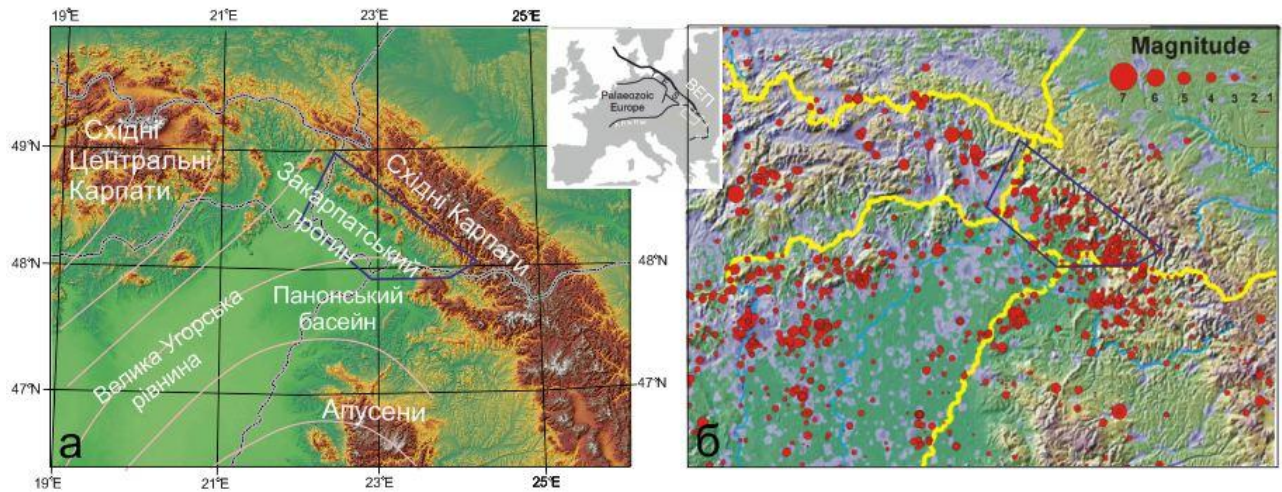 19°E
21°E
23°E
25°E
49°N
48°N
47°N
Східні
Центральні
Карпати
Східні Карпати
Закарпатський
прогин
Панонський
басейн
Велика Угорська
рівнина
Апусени
а
48°N
47°N
19°E
21°E
23°E
25°E
Palaeozoic
Europe
ВЕП
Magnitude
7 6 5 4 3 2 1
б